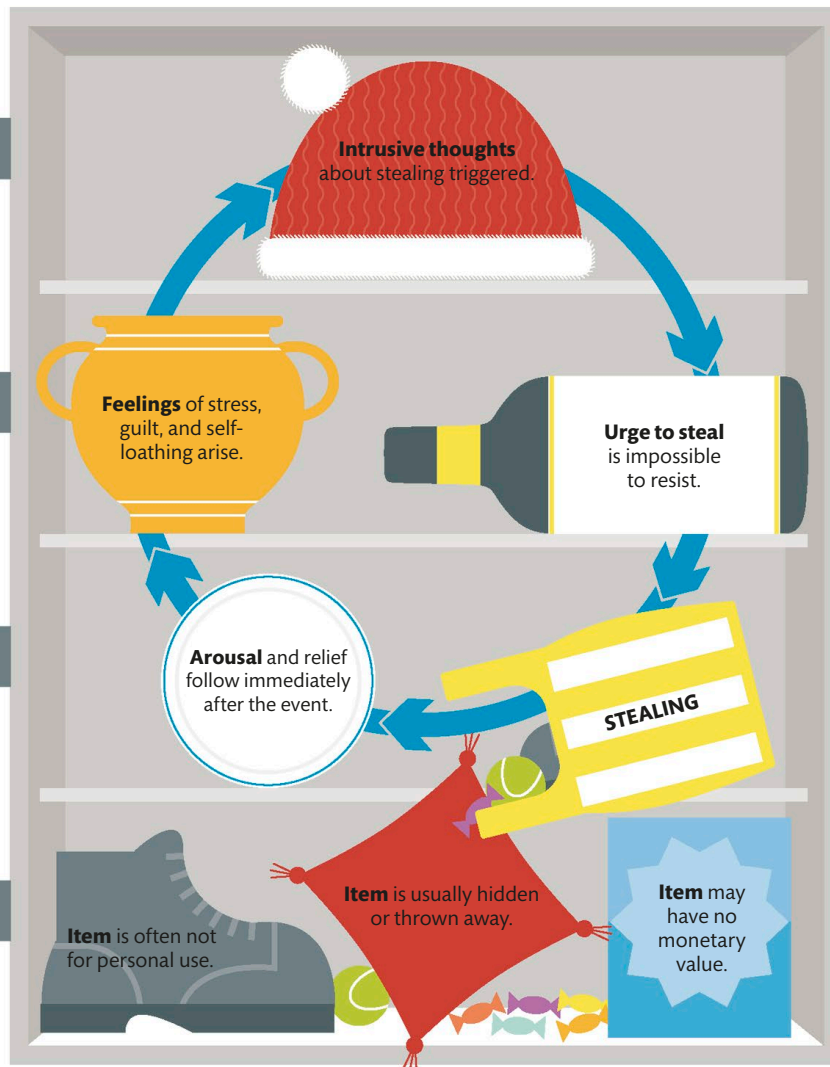 Intrusive thoughts
about stealing triggered.
Urge to steal
is impossible
to resist.
STEALING
Arousal and relief
follow immediately
after the event.
Feelings of stress,
guilt, and self-
loathing arise.
Item is often not
for personal use.
Item is usually hidden
or thrown away.
Item may
have no
monetary
value.